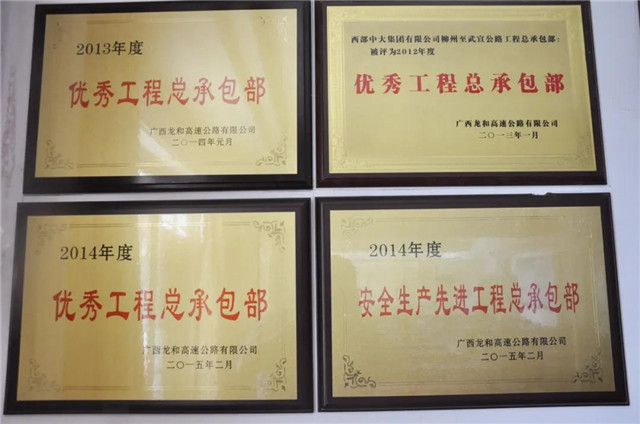 2013年度
优秀工程总承包部
广西龙和高速公路有限公司
二〇一四年元月
西部中大集团有限公司柳州至武宣公路工程总承包部：
被评为2012年度
优秀工程总承包部
广西龙和高速公路有限公司
二〇一三年一月
2014年度
优秀工程总承包部
广西龙和高速公路有限公司
二〇一五年二月
2014年度
安全生产先进工程总承包部
广西龙和高速公路有限公司
二〇一五年二月